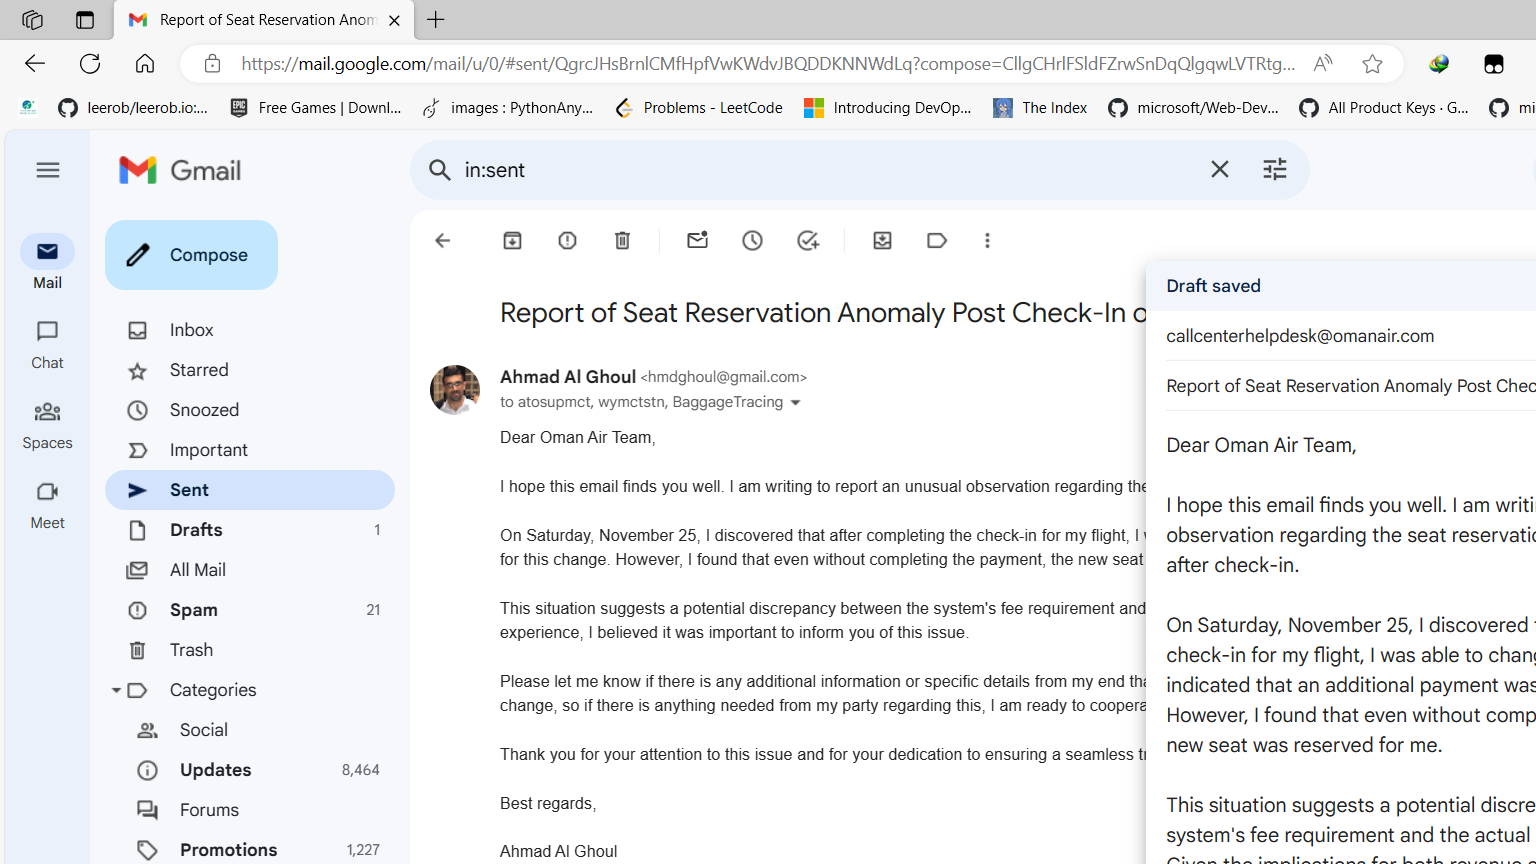 Report of Seat Reservation Anom
https://mail.google.com/mail/u/0/#sent/QgrcJHsBrnlCMfHpfVwKWdvJBQDDKNNWdLq?compose=CllgCHrlFSldFZrwSnDqQlgqwLVTRtg...
leerob/leerob.io:...
Free Games | Downl...
images : PythonAny...
Problems - LeetCode
Introducing DevOp...
The Index
microsoft/Web-Dev...
All Product Keys · G...
mi
Gmail
in:sent
Compose
Mail
Chat
Spaces
Meet
Inbox
Starred
Snoozed
Important
Sent
Drafts 1
All Mail
Spam 21
Trash
Categories
Social
Updates 8,464
Forums
Promotions 1,227
Report of Seat Reservation Anomaly Post Check-In o
Ahmad Al Ghoul <hmdghoul@gmail.com>
to atosupmct, wymctstn, BaggageTracing
Dear Oman Air Team,
I hope this email finds you well. I am writing to report an unusual observation regarding the
On Saturday, November 25, I discovered that after completing the check-in for my flight, I w
for this change. However, I found that even without completing the payment, the new seat
This situation suggests a potential discrepancy between the system's fee requirement and
experience, I believed it was important to inform you of this issue.
Please let me know if there is any additional information or specific details from my end tha
change, so if there is anything needed from my party regarding this, I am ready to coopera
Thank you for your attention to this issue and for your dedication to ensuring a seamless tr
Best regards,
Ahmad Al Ghoul
Draft saved
callcenterhelpdesk@omanair.com
Report of Seat Reservation Anomaly Post Chec
Dear Oman Air Team,
I hope this email finds you well. I am writi
observation regarding the seat reservatio
after check-in.
On Saturday, November 25, I discovered t
check-in for my flight, I was able to chang
indicated that an additional payment was
However, I found that even without comp
new seat was reserved for me.
This situation suggests a potential discre
system's fee requirement and the actual
Given the implications for both revenue a